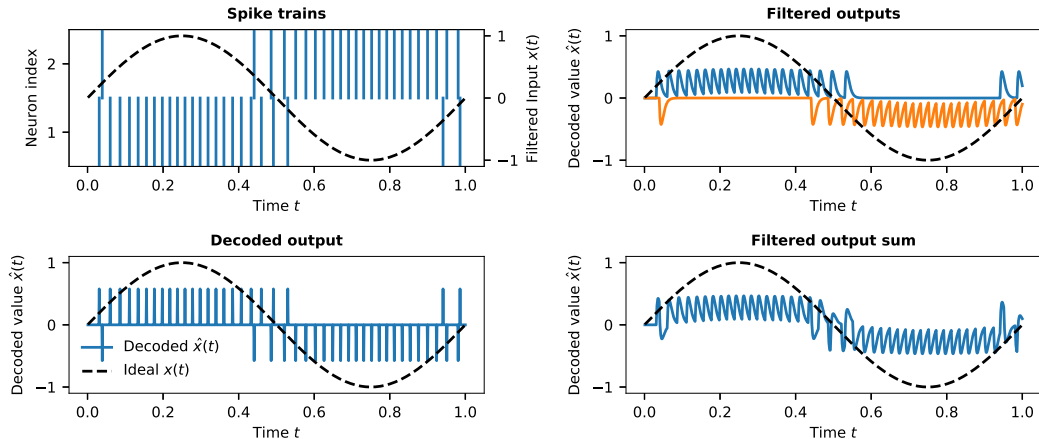 Spike trains
Neuron index
2
1
Filtered Input x(t)
1
0
−1
0.0 0.2 0.4 0.6 0.8 1.0
Time t
Filtered outputs
Decoded value x̂(t)
1
0
−1
0.0 0.2 0.4 0.6 0.8 1.0
Time t
Decoded output
Decoded value x̂(t)
1
0
−1
Decoded x̂(t)
Ideal x(t)
0.0 0.2 0.4 0.6 0.8 1.0
Time t
Filtered output sum
Decoded value x̂(t)
1
0
−1
0.0 0.2 0.4 0.6 0.8 1.0
Time t